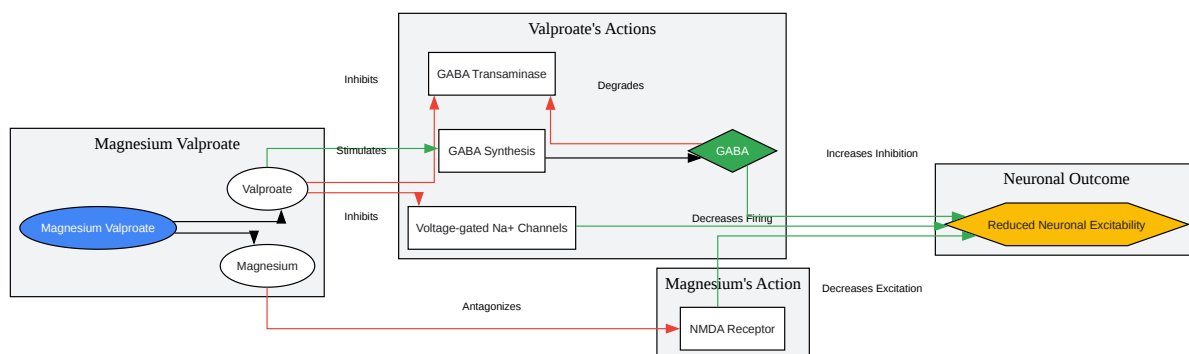 Valproate's Actions
GABA Transaminase
Inhibits
Degrades
Magnesium Valproate
Stimulates
GABA Synthesis
GABA
Increases Inhibition
Neuronal Outcome
Valproate
Inhibits
Decreases Firing
Magnesium Valproate
Voltage-gated Na+ Channels
Reduced Neuronal Excitability
Magnesium
Magnesium's Action
Decreases Excitation
Antagonizes
NMDA Receptor